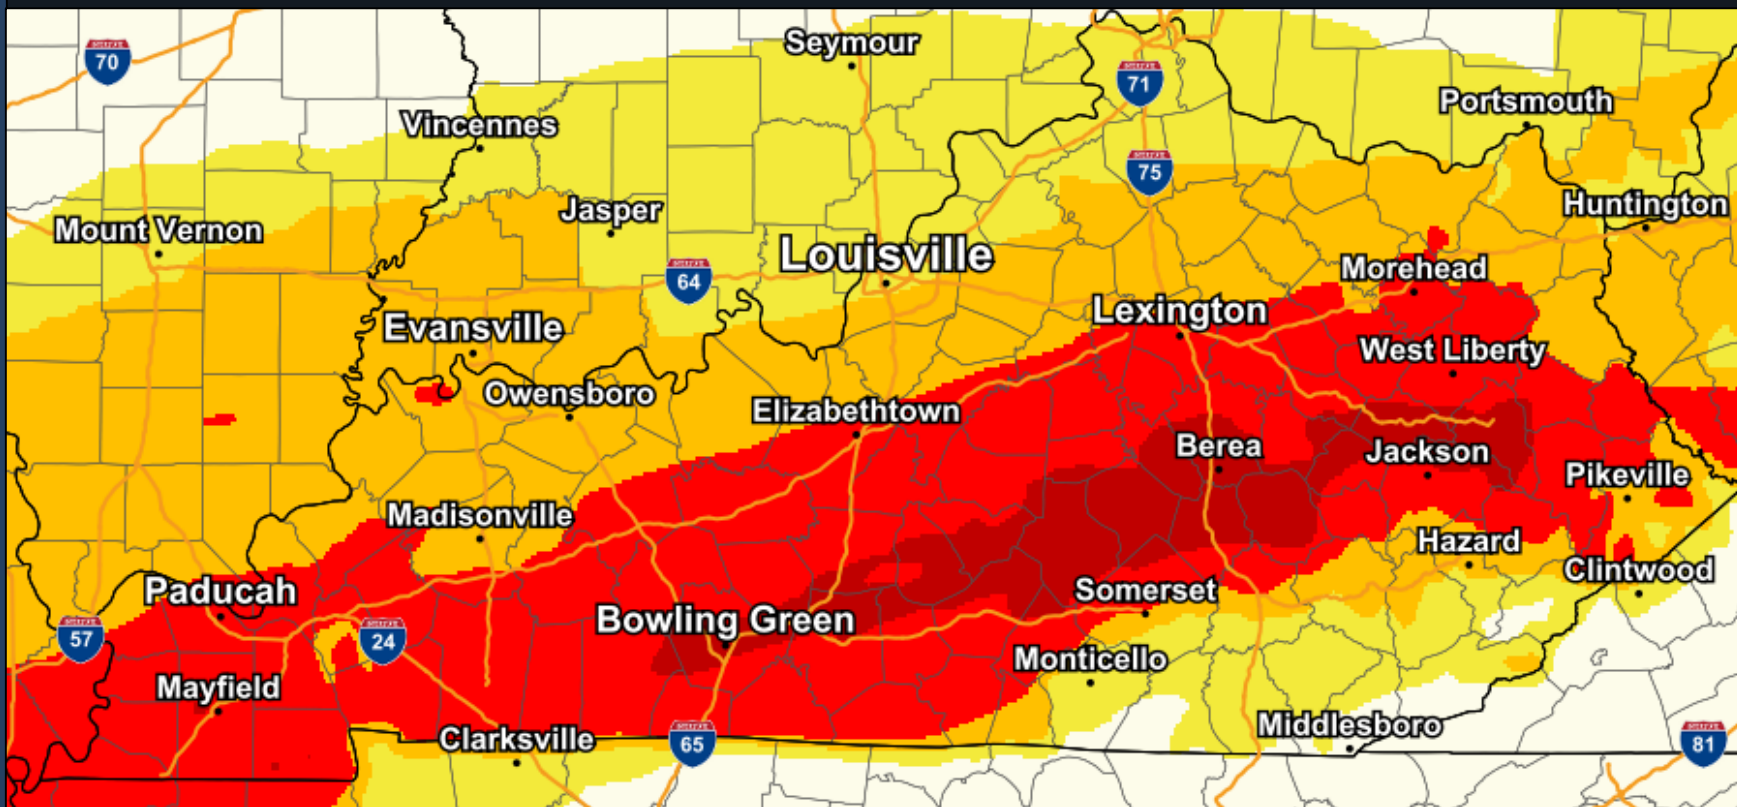 Seymour
70
71
Portsmouth
Vincennes
75
Jasper
Huntington
Mount Vernon
Louisville
64
Morehead
Lexington
Evansville
West Liberty
Owensboro
Elizabethtown
Berea
Jackson
Pikeville
Madisonville
Hazard
Clintwood
Paducah
Somerset
Bowling Green
57
24
Monticello
Mayfield
Middlesboro
Clarksville
65
81